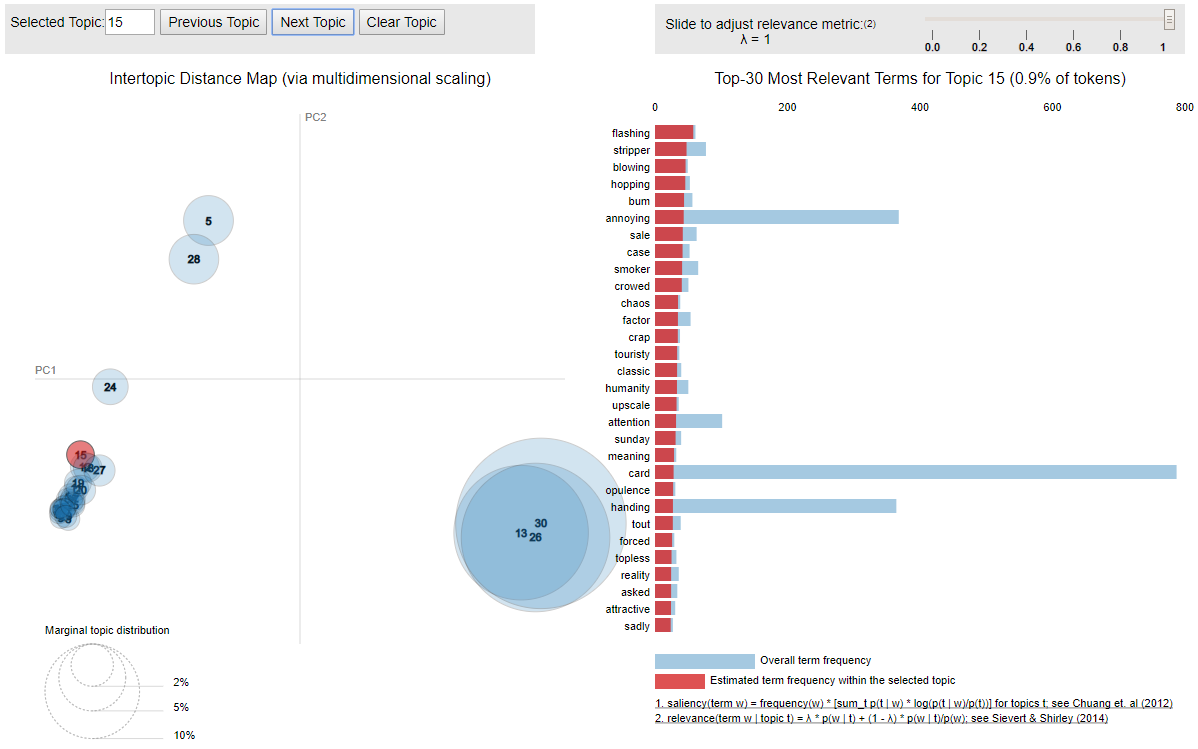 Selected Topic: 15 Previous Topic Next Topic Clear Topic
Slide to adjust relevance metric:(2)
λ = 1
0.0 0.2 0.4 0.6 0.8 1
Intertopic Distance Map (via multidimensional scaling)
PC2
PC1
5
28
24
15
27
30
13
26
Marginal topic distribution
2%
5%
10%
Top-30 Most Relevant Terms for Topic 15 (0.9% of tokens)
0 200 400 600 800
flashing
stripper
blowing
hopping
bum
annoying
sale
case
smoker
crowed
chaos
factor
crap
touristy
classic
humanity
upscale
attention
sunday
meaning
card
opulence
handing
tout
forced
topless
reality
asked
attractive
sadly
Overall term frequency
Estimated term frequency within the selected topic
1. saliency(term w) = frequency(w) * [sum_t p(t | w) * log(p(t | w)/p(t))] for topics t; see Chuang et. al (2012)
2. relevance(term w | topic t) = λ * p(w | t) + (1 - λ) * p(w | t)/p(w); see Sievert & Shirley (2014)